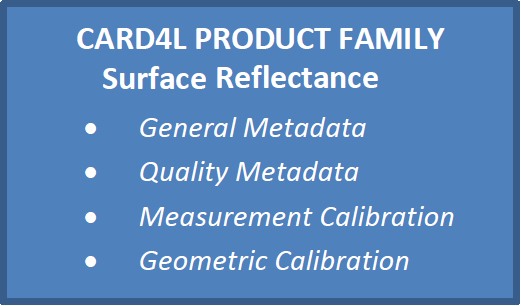 CARD4L PRODUCT FAMILY
Surface Reflectance
• General Metadata
• Quality Metadata
• Measurement Calibration
• Geometric Calibration